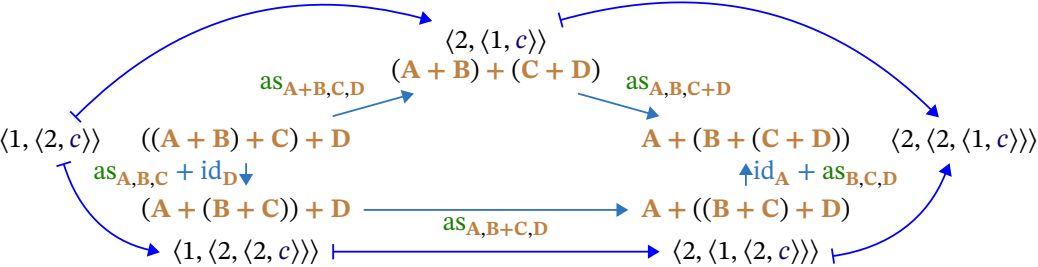 ⟨2, ⟨1, c⟩⟩
(A + B) + (C + D)
as_{A+B,C,D} as_{A,B,C+D}
⟨1, ⟨2, c⟩⟩ ((A + B) + C) + D A + (B + (C + D)) ⟨2, ⟨2, ⟨1, c⟩⟩⟩
as_{A,B,C} + id_D id_A + as_{B,C,D}
(A + (B + C)) + D A + ((B + C) + D)
as_{A,B+C,D}
⟨1, ⟨2, ⟨2, c⟩⟩⟩ ⟨2, ⟨1, ⟨2, c⟩⟩⟩